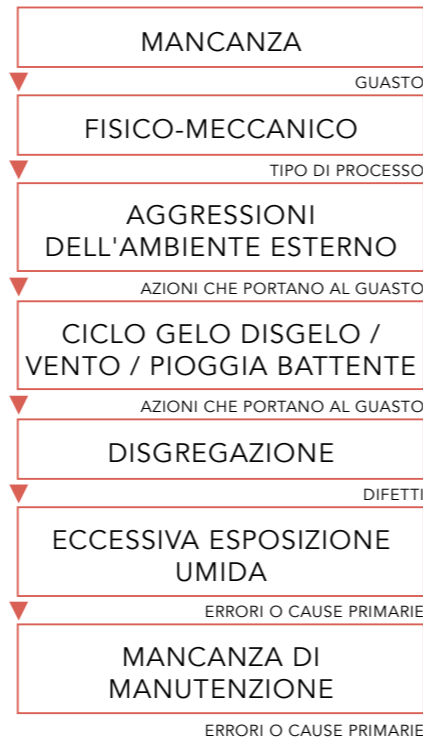 MANCANZA
GUASTO
FISICO-MECCANICO
TIPO DI PROCESSO
AGGRESSIONI
DELL'AMBIENTE ESTERNO
AZIONI CHE PORTANO AL GUASTO
CICLO GELO DISGELO /
VENTO / PIOGGIA BATTENTE
AZIONI CHE PORTANO AL GUASTO
DISGREGAZIONE
DIFETTI
ECCESSIVA ESPOSIZIONE
UMIDA
ERRORI O CAUSE PRIMARIE
MANCANZA DI
MANUTENZIONE
ERRORI O CAUSE PRIMARIE